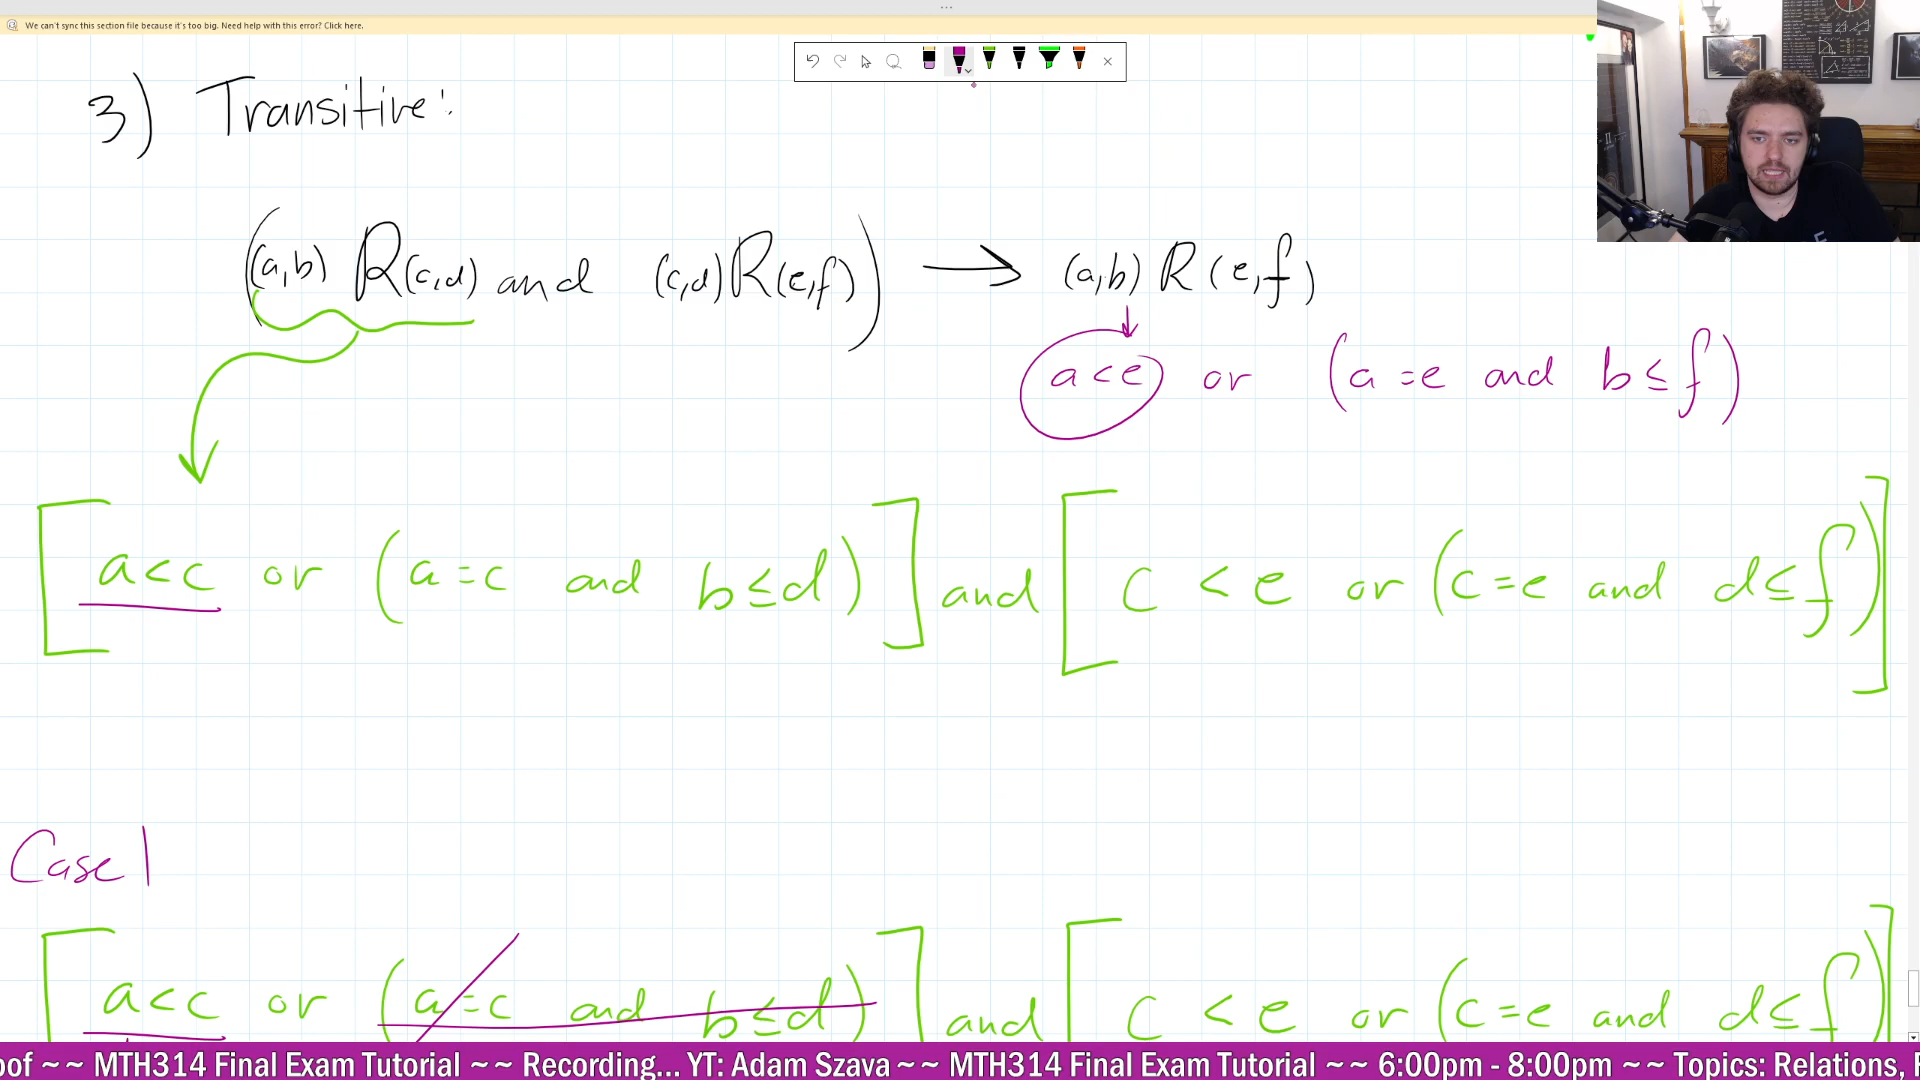 We can't sync this section file because it's too big. Need help with this error? Click here.
3) Transitive:
((a,b) R (c,d) and (c,d) R (e,f)) → (a,b) R (e,f)
a<e or (a=e and b≤f)
[a<c or (a=c and b≤d)] and [c<e or (c=e and d≤f)]
Case 1
[a<c or (a=c and b≤d)] and [c<e or (c=e and d≤f)]
oof ~~ MTH314 Final Exam Tutorial ~~ Recording... YT: Adam Szava ~~ MTH314 Final Exam Tutorial ~~ 6:00pm - 8:00pm ~~ Topics: Relations,